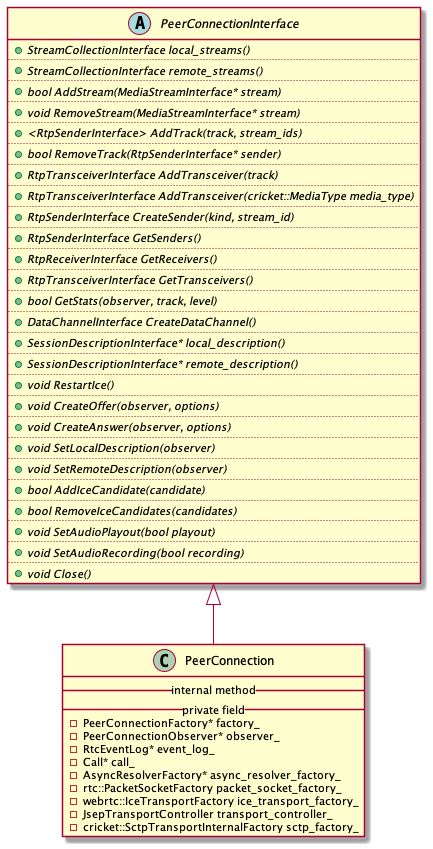 A PeerConnectionInterface
StreamCollectionInterface local_streams()
StreamCollectionInterface remote_streams()
bool AddStream(MediaStreamInterface* stream)
void RemoveStream(MediaStreamInterface* stream)
<RtpSenderInterface> AddTrack(track, stream_ids)
bool RemoveTrack(RtpSenderInterface* sender)
RtpTransceiverInterface AddTransceiver(track)
RtpTransceiverInterface AddTransceiver(cricket::MediaType media_type)
RtpSenderInterface CreateSender(kind, stream_id)
RtpSenderInterface GetSenders()
RtpReceiverInterface GetReceivers()
RtpTransceiverInterface GetTransceivers()
bool GetStats(observer, track, level)
DataChannelInterface CreateDataChannel()
SessionDescriptionInterface* local_description()
SessionDescriptionInterface* remote_description()
void RestartIce()
void CreateOffer(observer, options)
void CreateAnswer(observer, options)
void SetLocalDescription(observer)
void SetRemoteDescription(observer)
bool AddIceCandidate(candidate)
bool RemoveIceCandidates(candidates)
void SetAudioPlayout(bool playout)
void SetAudioRecording(bool recording)
void Close()
C PeerConnection
internal method
private field
PeerConnectionFactory* factory_
PeerConnectionObserver* observer_
RtcEventLog* event_log_
Call* call_
AsyncResolverFactory* async_resolver_factory_
rtc::PacketSocketFactory packet_socket_factory_
webrtc::IceTransportFactory ice_transport_factory_
JsepTransportController transport_controller_
cricket::SctpTransportInternalFactory sctp_factory_